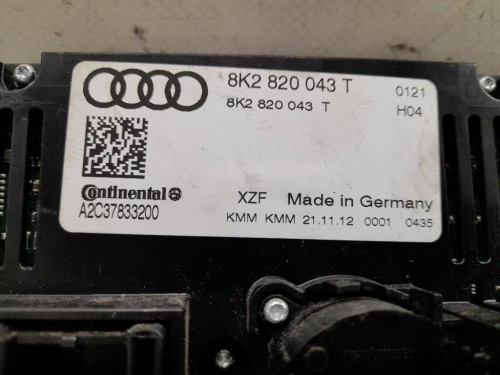 8K2 820 043 T 0121
8K2 820 043 T H04
Continental
A2C37833200
XZF Made in Germany
KMM KMM 21.11.12 0001 0435